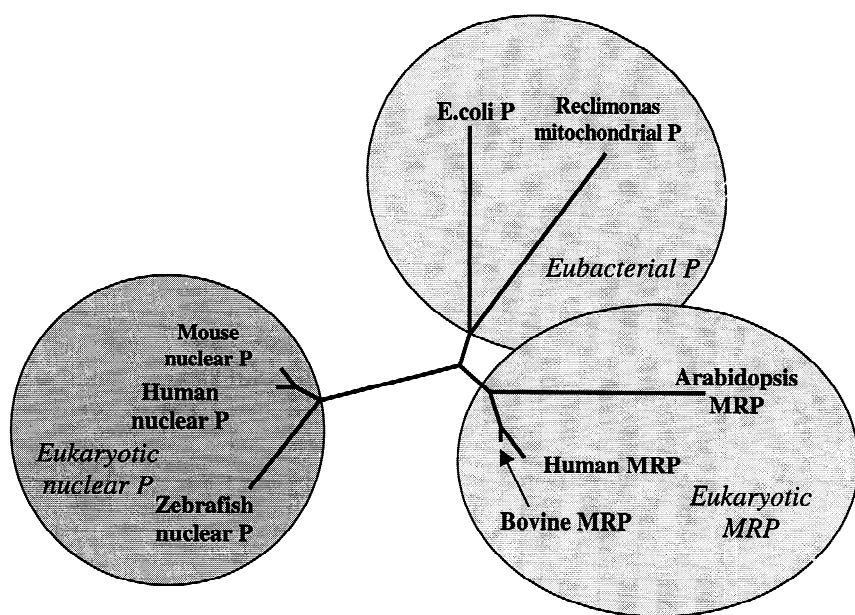 E.coli P
Reclimonas
mitochondrial P
Eubacterial P
Mouse
nuclear P
Human
nuclear P
Eukaryotic
nuclear P
Zebrafish
nuclear P
Arabidopsis
MRP
Human MRP
Bovine MRP
Eukaryotic
MRP